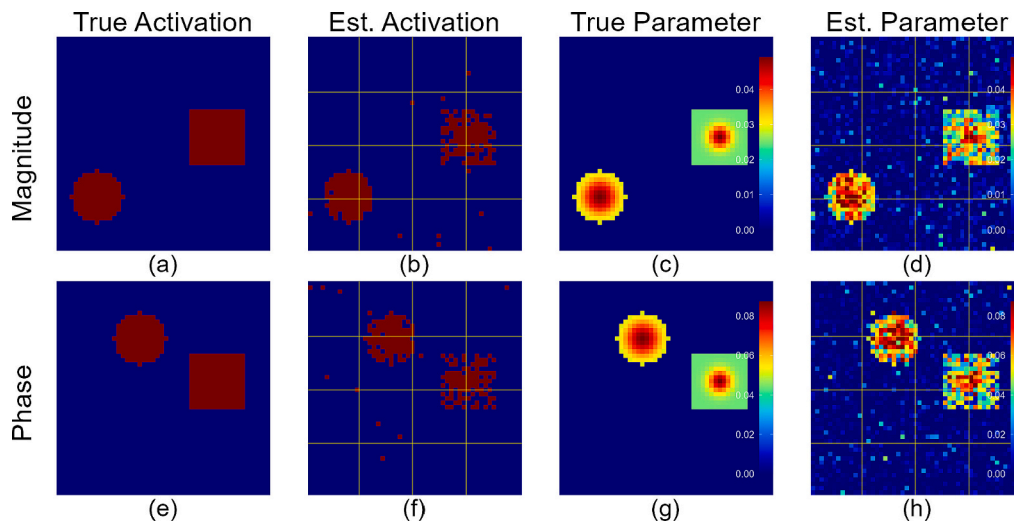 True Activation Est. Activation True Parameter Est. Parameter
Magnitude
0.04 0.04
0.03 0.03
0.02 0.02
0.01 0.01
0.00 0.00
(a) (b) (c) (d)
Phase
0.08 0.08
0.06 0.06
0.04 0.04
0.02 0.02
0.00 0.00
(e) (f) (g) (h)